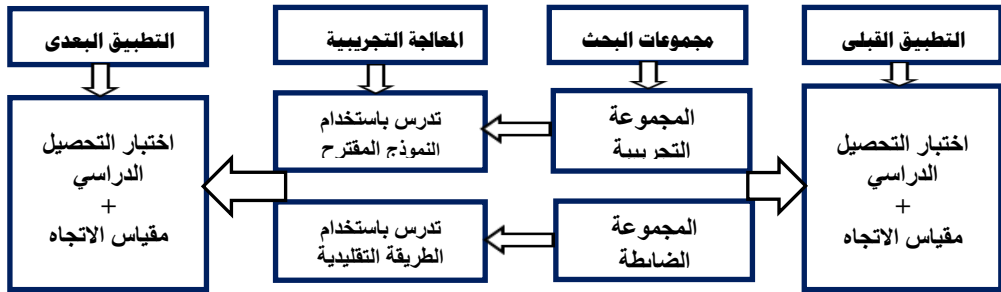 التطبيق القبلى
مجموعات البحث
المعالجة التجريبية
التطبيق البعدى
اختبار التحصيل
الدراسي
+
مقياس الاتجاه
المجموعة
التجريبية
تدرس باستخدام
النموذج المقترح
المجموعة
الضابطة
تدرس باستخدام
الطريقة التقليدية
اختبار التحصيل
الدراسي
+
مقياس الاتجاه